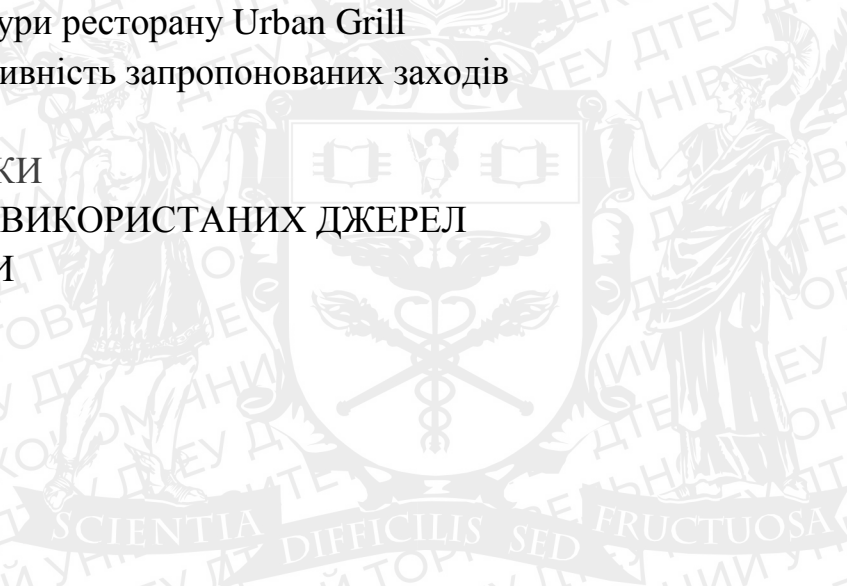 ури ресторану Urban Grill
ивність запропонованих заходів
КИ
ВИКОРИСТАНИХ ДЖЕРЕЛ
И
SCIENTIA DIFFICILIS SED FRUCTUOSA